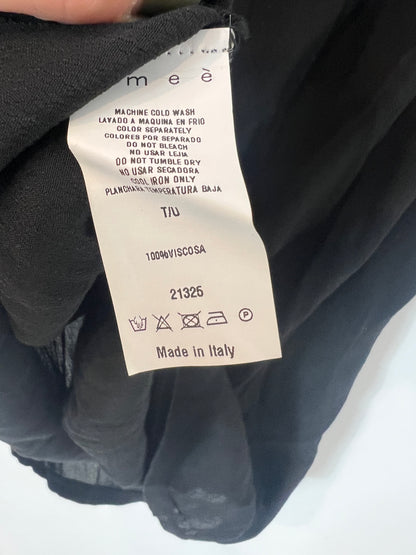 meè
MACHINE COLD WASH
LAVADO A MAQUINA EN FRIO
COLOR SEPARATELY
COLORES POR SEPARADO
DO NOT BLEACH
NO USAR LEJIA
DO NOT TUMBLE DRY
NO USAR SECADORA
COOL IRON ONLY
PLANCHAR TEMPERATURA BAJA
T/U
100%VISCOSA
21325
P
Made in Italy